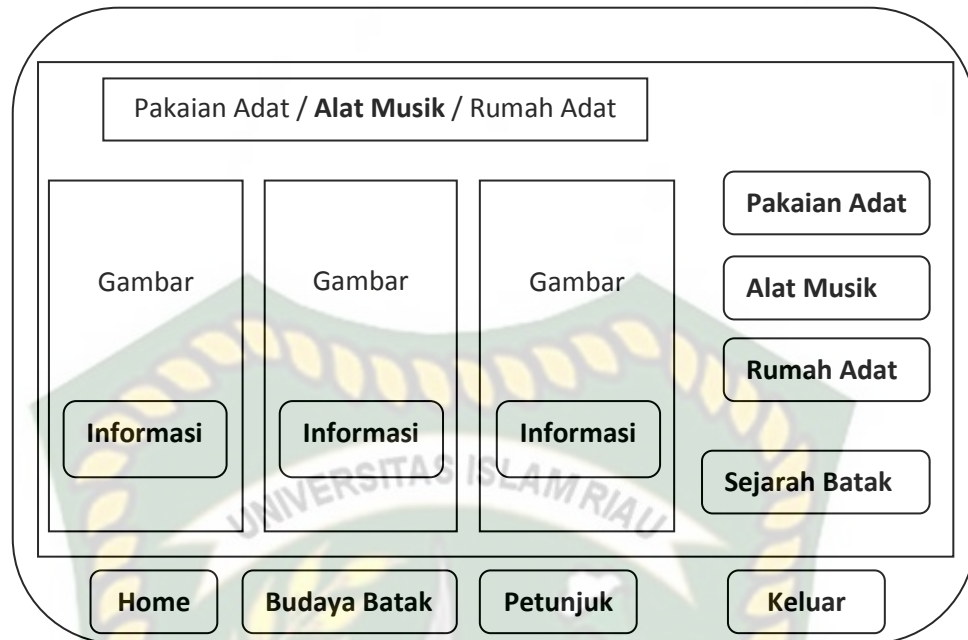 Pakaian Adat / Alat Musik / Rumah Adat
Gambar
Gambar
Gambar
Informasi
Informasi
Informasi
Pakaian Adat
Alat Musik
Rumah Adat
Sejarah Batak
UNIVERSITAS ISLAM RIAU
Home
Budaya Batak
Petunjuk
Keluar